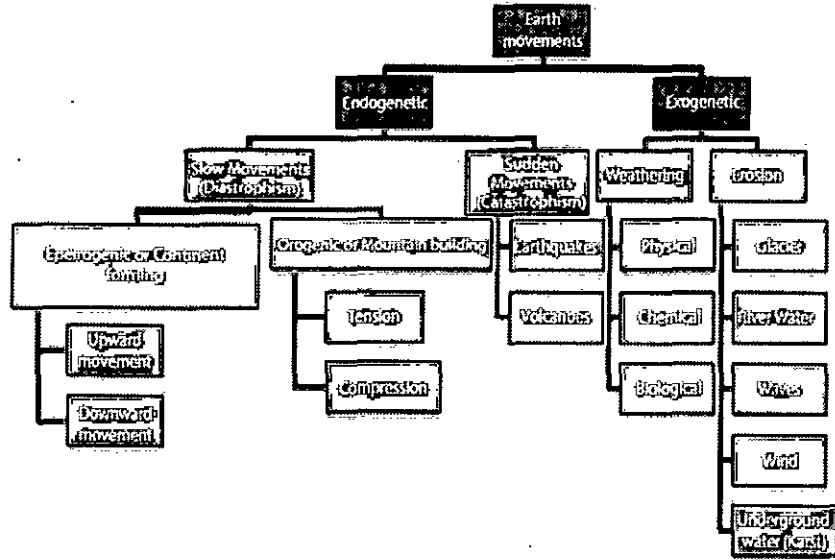 Earth
movements
Endogenetic
Exogenetic
Slow Movements
(Diastrophism)
Sudden
Movements
(Catastrophism)
Weathering
Erosion
Epeirogenic or Continent
forming
Orogenic or Mountain building
Earthquakes
Physical
Glacier
Upward
movement
Tension
Volcanoes
Chemical
River Water
Downward
movement
Compression
Biological
Waves
Wind
Underground
water (Karst)